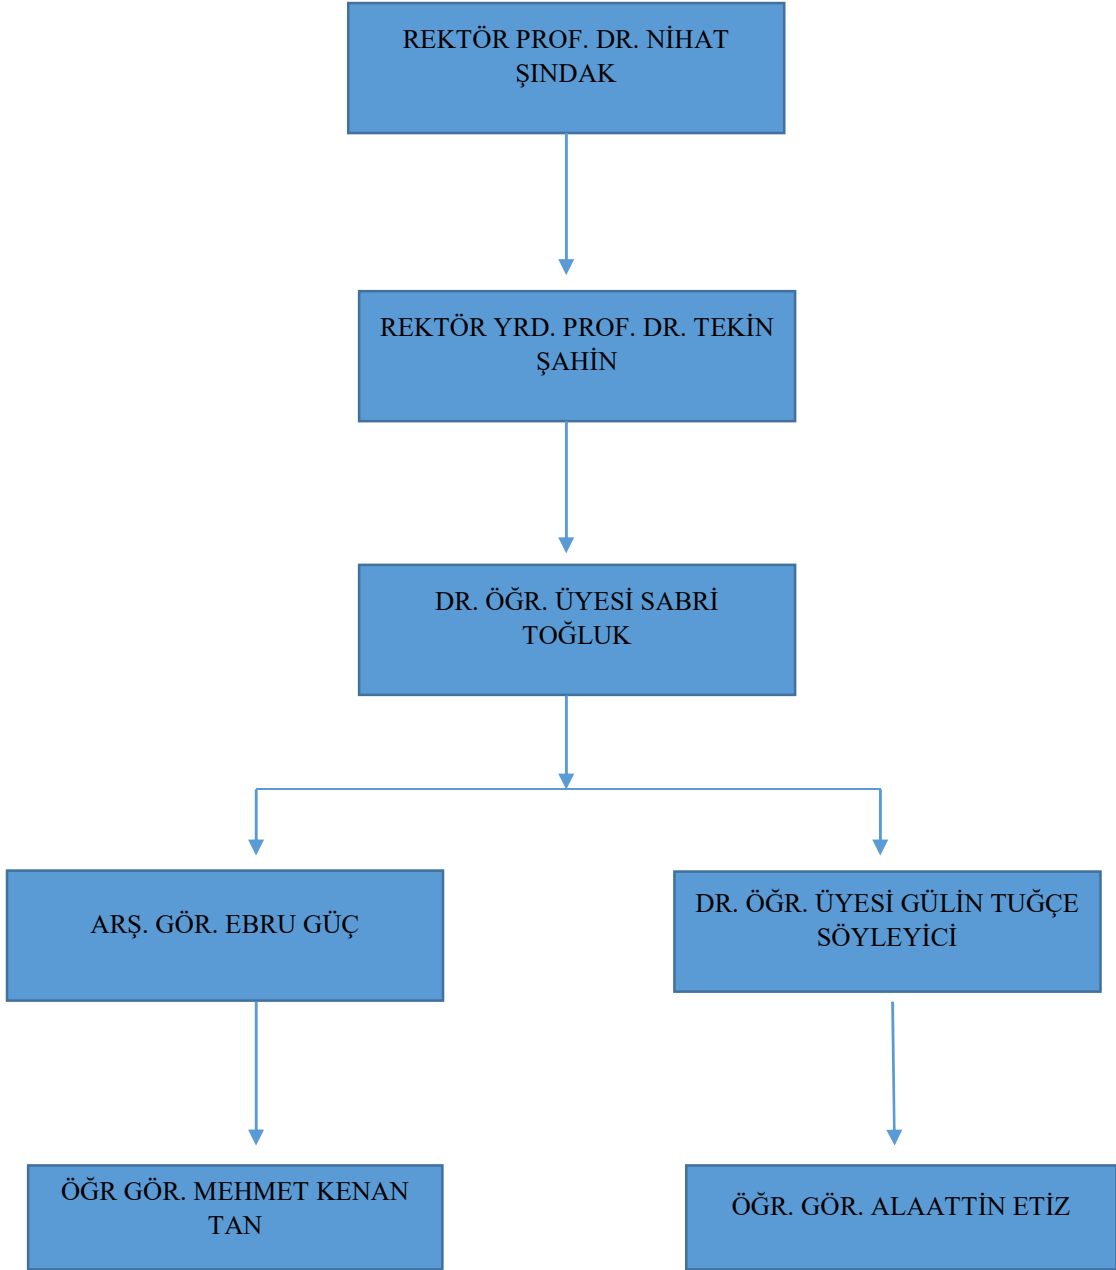 REKTÖR PROF. DR. NİHAT
ŞINDAK
REKTÖR YRD. PROF. DR. TEKİN
ŞAHİN
DR. ÖĞR. ÜYESİ SABRİ
TOĞLUK
ARŞ. GÖR. EBRU GÜÇ
DR. ÖĞR. ÜYESİ GÜLİN TUĞÇE
SÖYLEYİCİ
ÖĞR GÖR. MEHMET KENAN
TAN
ÖĞR. GÖR. ALAATTİN ETİZ